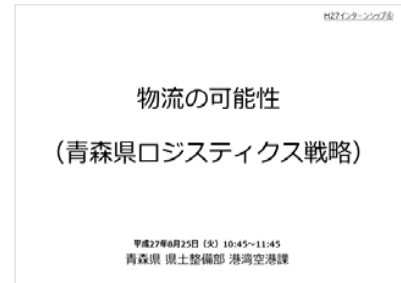 H27インターンシップ⑥
物流の可能性
（青森県ロジスティクス戦略）
平成27年8月25日（火）10:45～11:45
青森県 県土整備部 港湾空港課